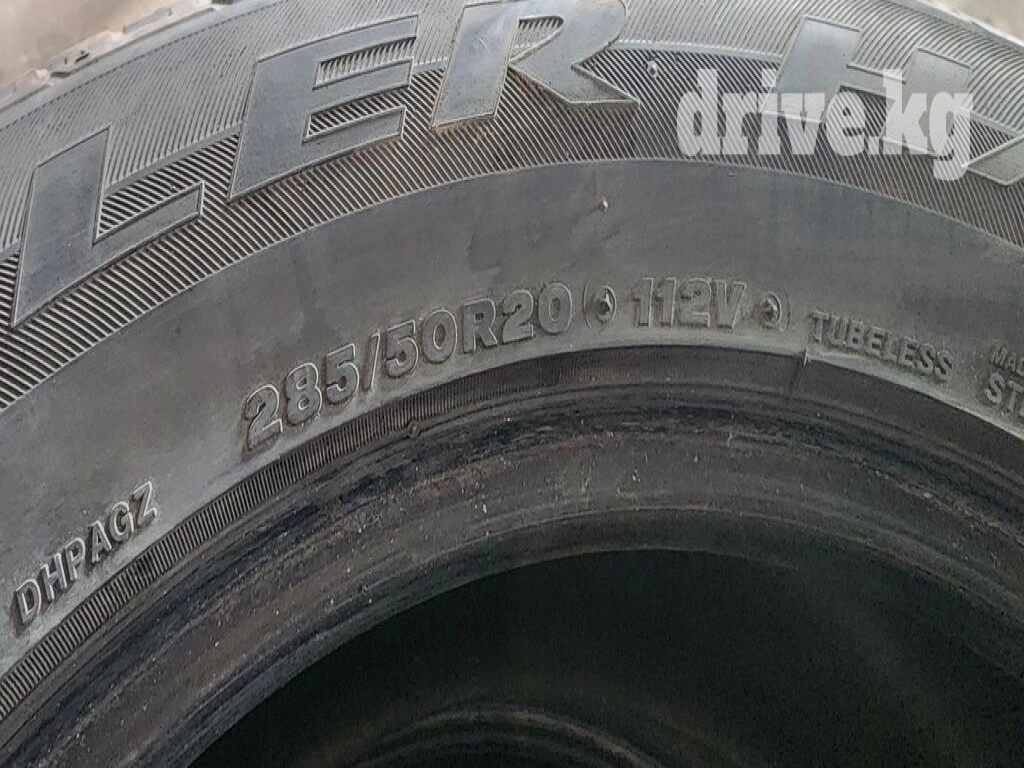 LER H/
drive.kg
285/50R20 112V TUBELESS
DHPAGZ